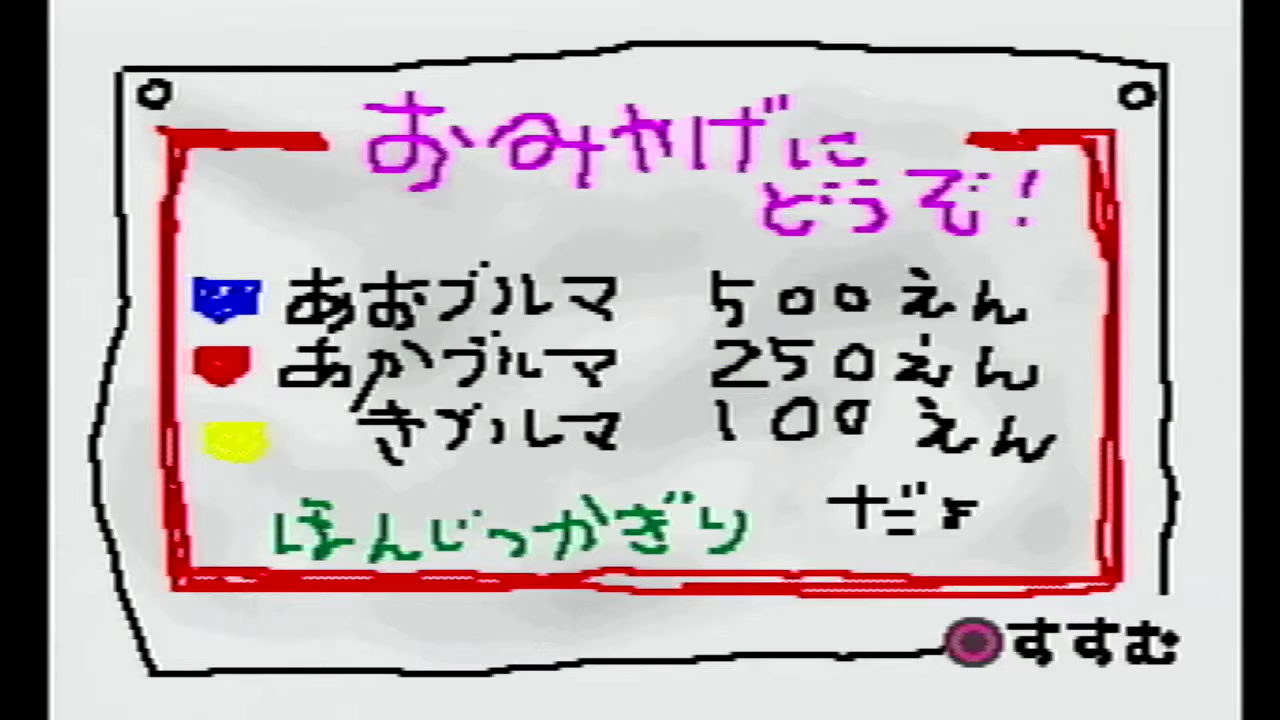 おみやげに
どうぞ!
あおブルマ 500えん
あかブルマ 250えん
きブルマ 100えん
だよ
ほんじつかぎり
すすむ